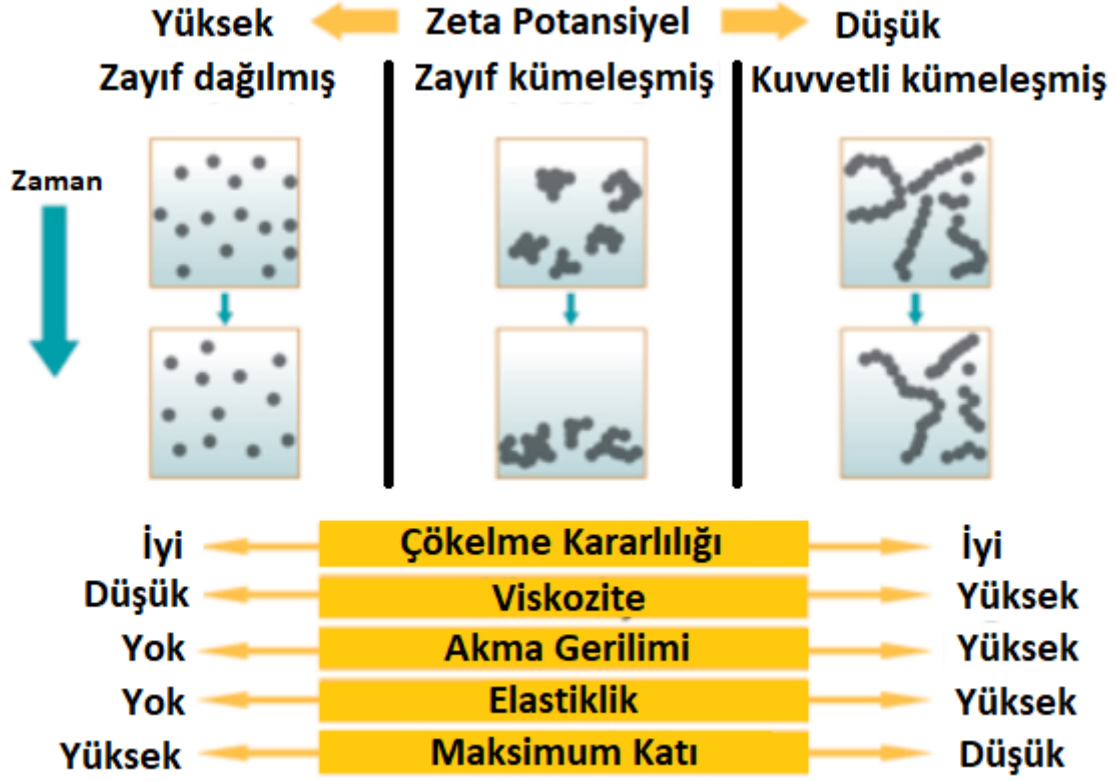 Yüksek Zeta Potansiyel Düşük
Zayıf dağılmış Zayıf kümeleşmiş Kuvvetli kümeleşmiş
Zaman
İyi Çökelme Kararlılığı İyi
Düşük Viskozite Yüksek
Yok Akma Gerilimi Yüksek
Yok Elastiklik Yüksek
Yüksek Maksimum Katı Düşük